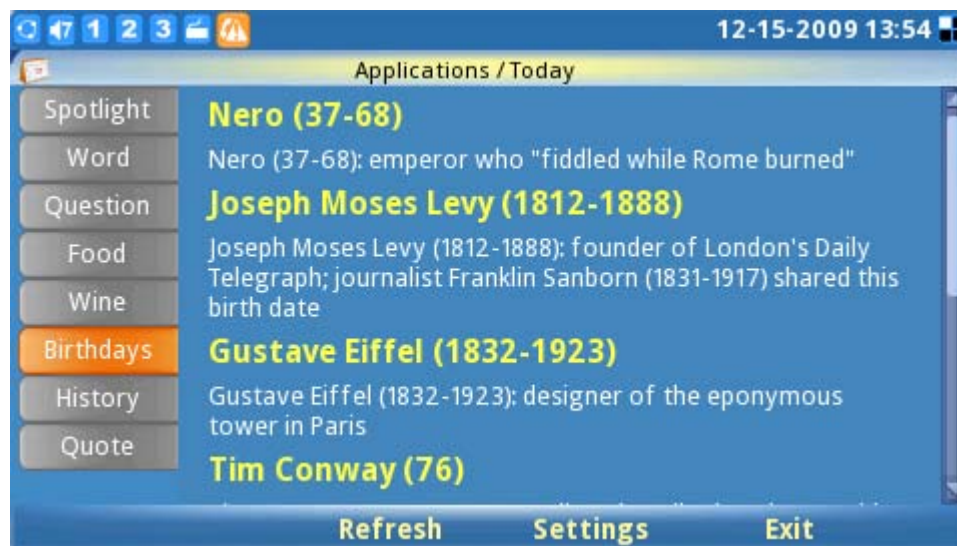 7 1 2 3 12-15-2009 13:54
Applications / Today
Spotlight
Word
Question
Food
Wine
Birthdays
History
Quote
Nero (37-68)
Nero (37-68): emperor who "fiddled while Rome burned"
Joseph Moses Levy (1812-1888)
Joseph Moses Levy (1812-1888): founder of London's Daily
Telegraph; journalist Franklin Sanborn (1831-1917) shared this
birth date
Gustave Eiffel (1832-1923)
Gustave Eiffel (1832-1923): designer of the eponymous
tower in Paris
Tim Conway (76)
Refresh Settings Exit